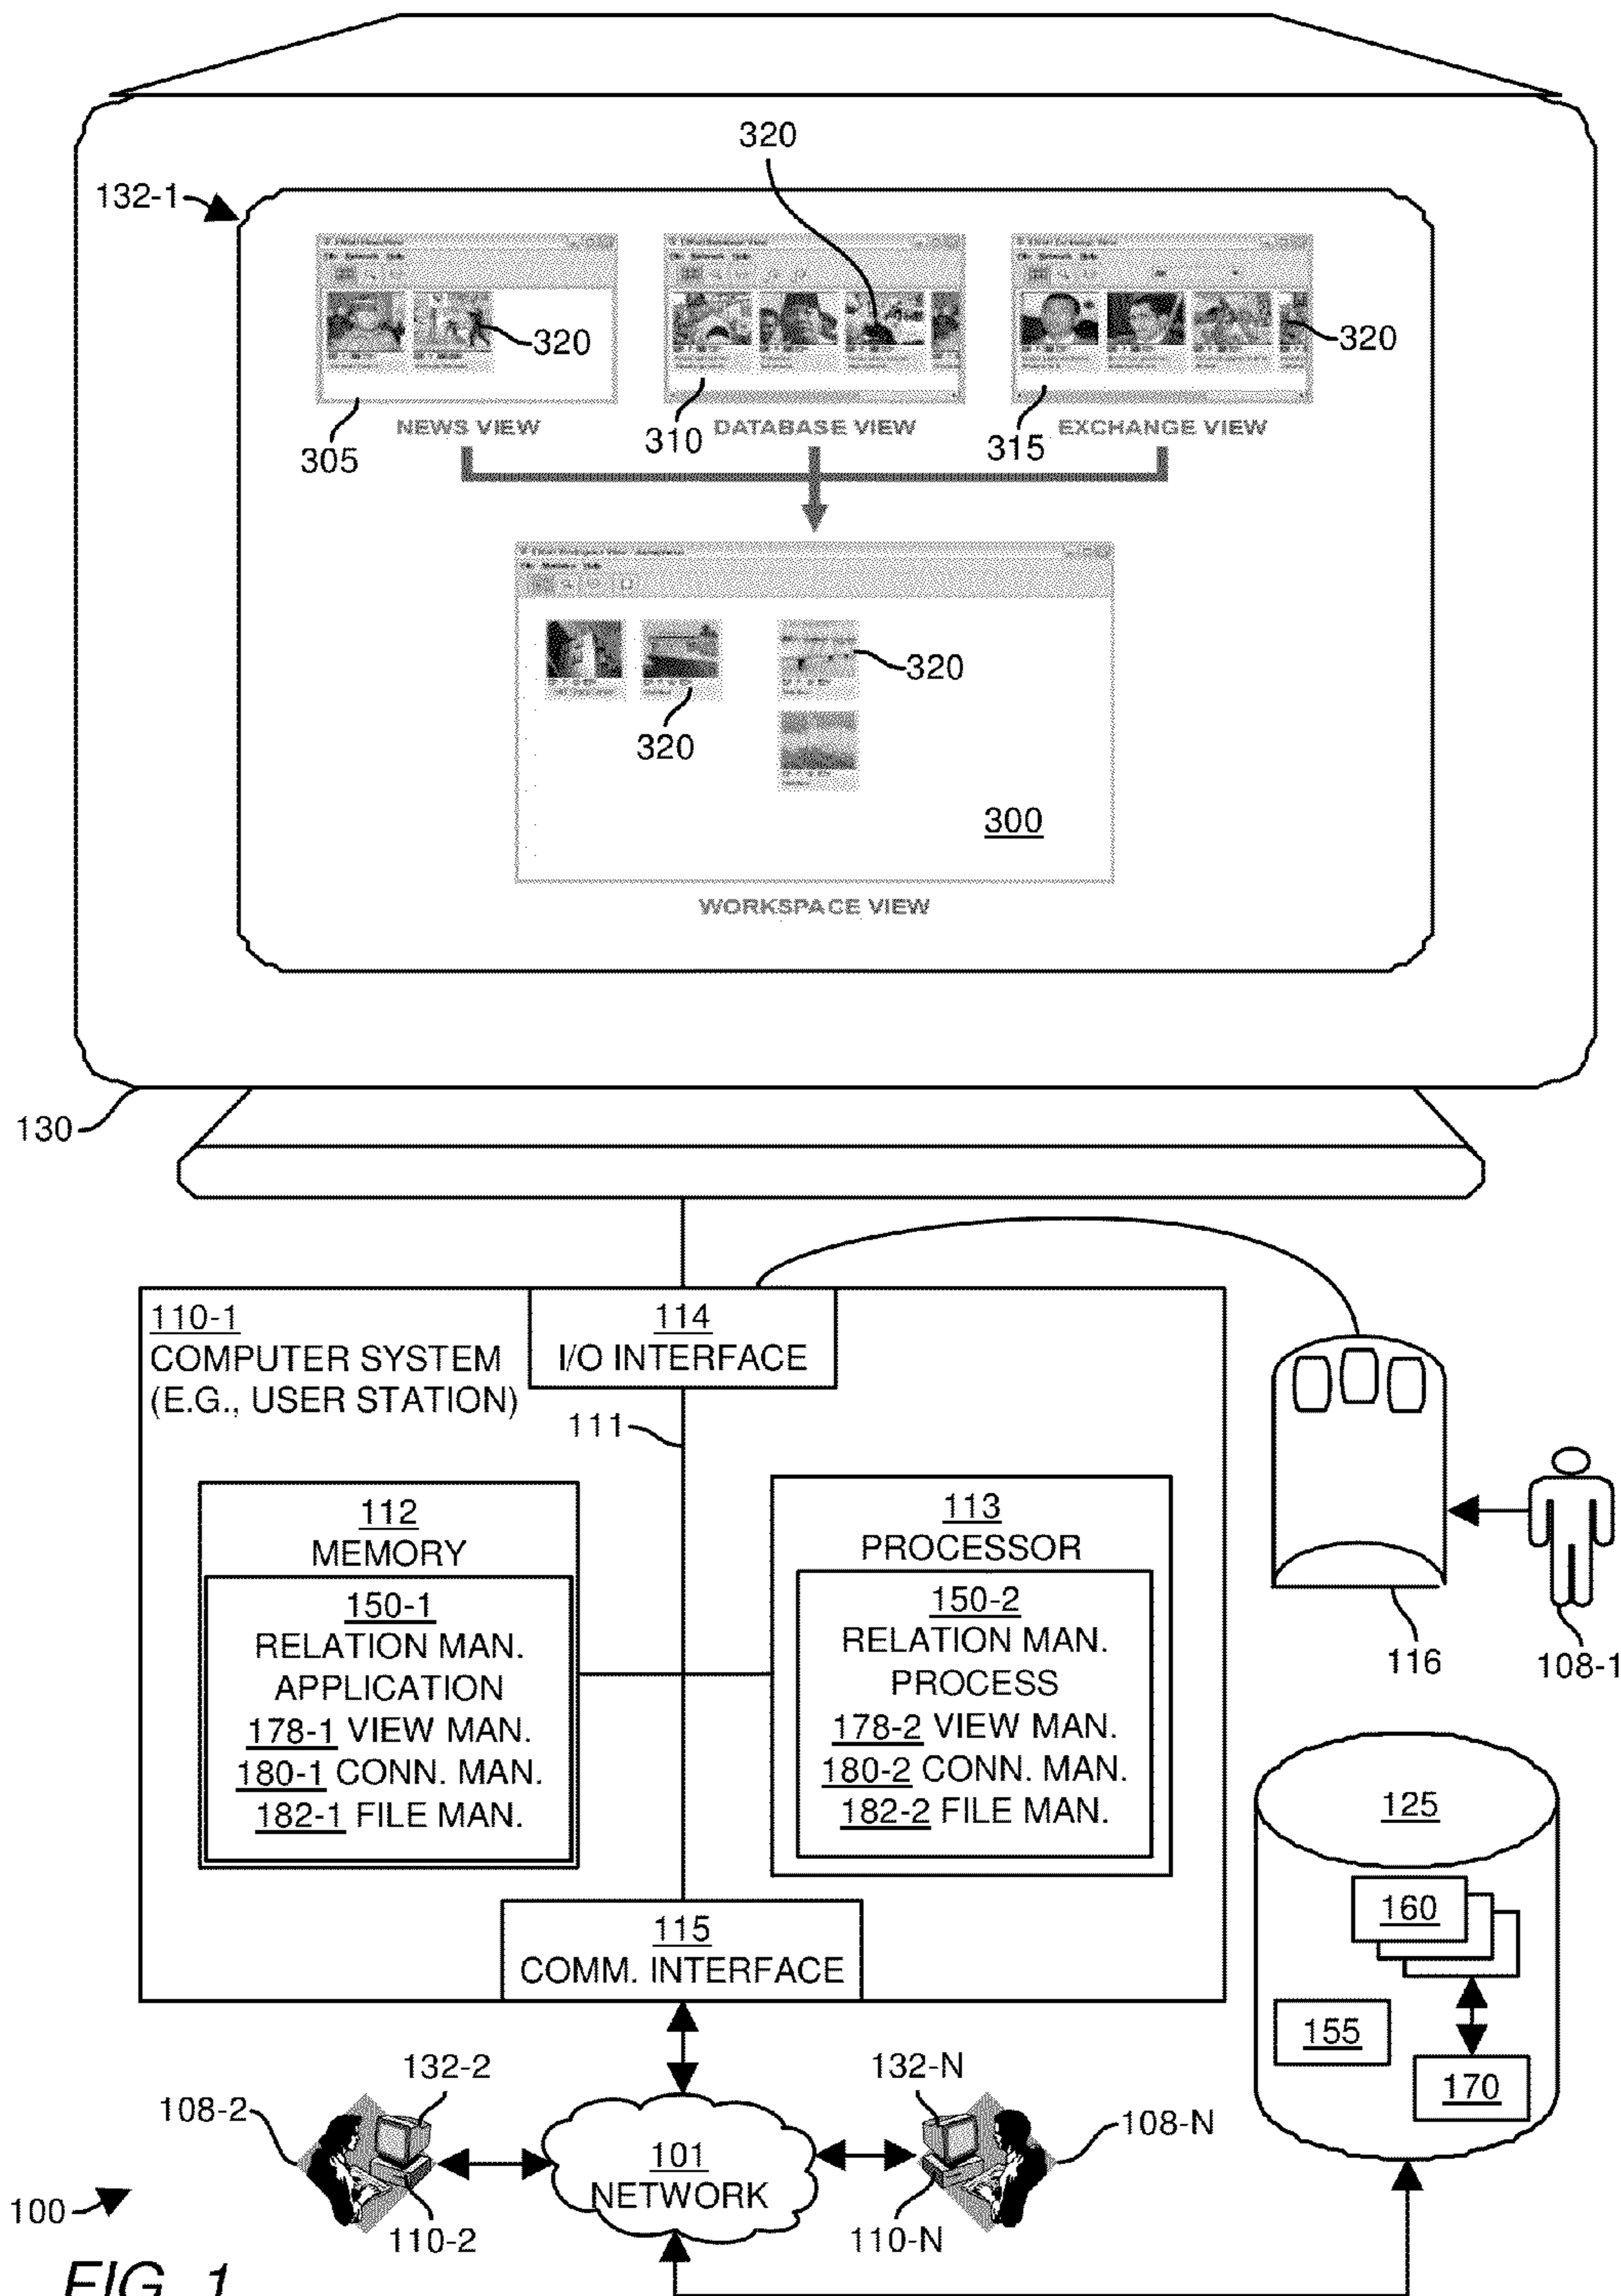 320
132-1
320
320
305
NEWS VIEW
310
DATABASE VIEW
315
EXCHANGE VIEW
320
320
300
WORKSPACE VIEW
130
110-1
COMPUTER SYSTEM
(E.G., USER STATION)
114
I/O INTERFACE
111
112
MEMORY
150-1
RELATION MAN.
APPLICATION
178-1 VIEW MAN.
180-1 CONN. MAN.
182-1 FILE MAN.
113
PROCESSOR
150-2
RELATION MAN.
PROCESS
178-2 VIEW MAN.
180-2 CONN. MAN.
182-2 FILE MAN.
116
108-1
125
160
155
170
115
COMM. INTERFACE
132-2
108-2
110-2
101
NETWORK
132-N
108-N
110-N
100
FIG. 1